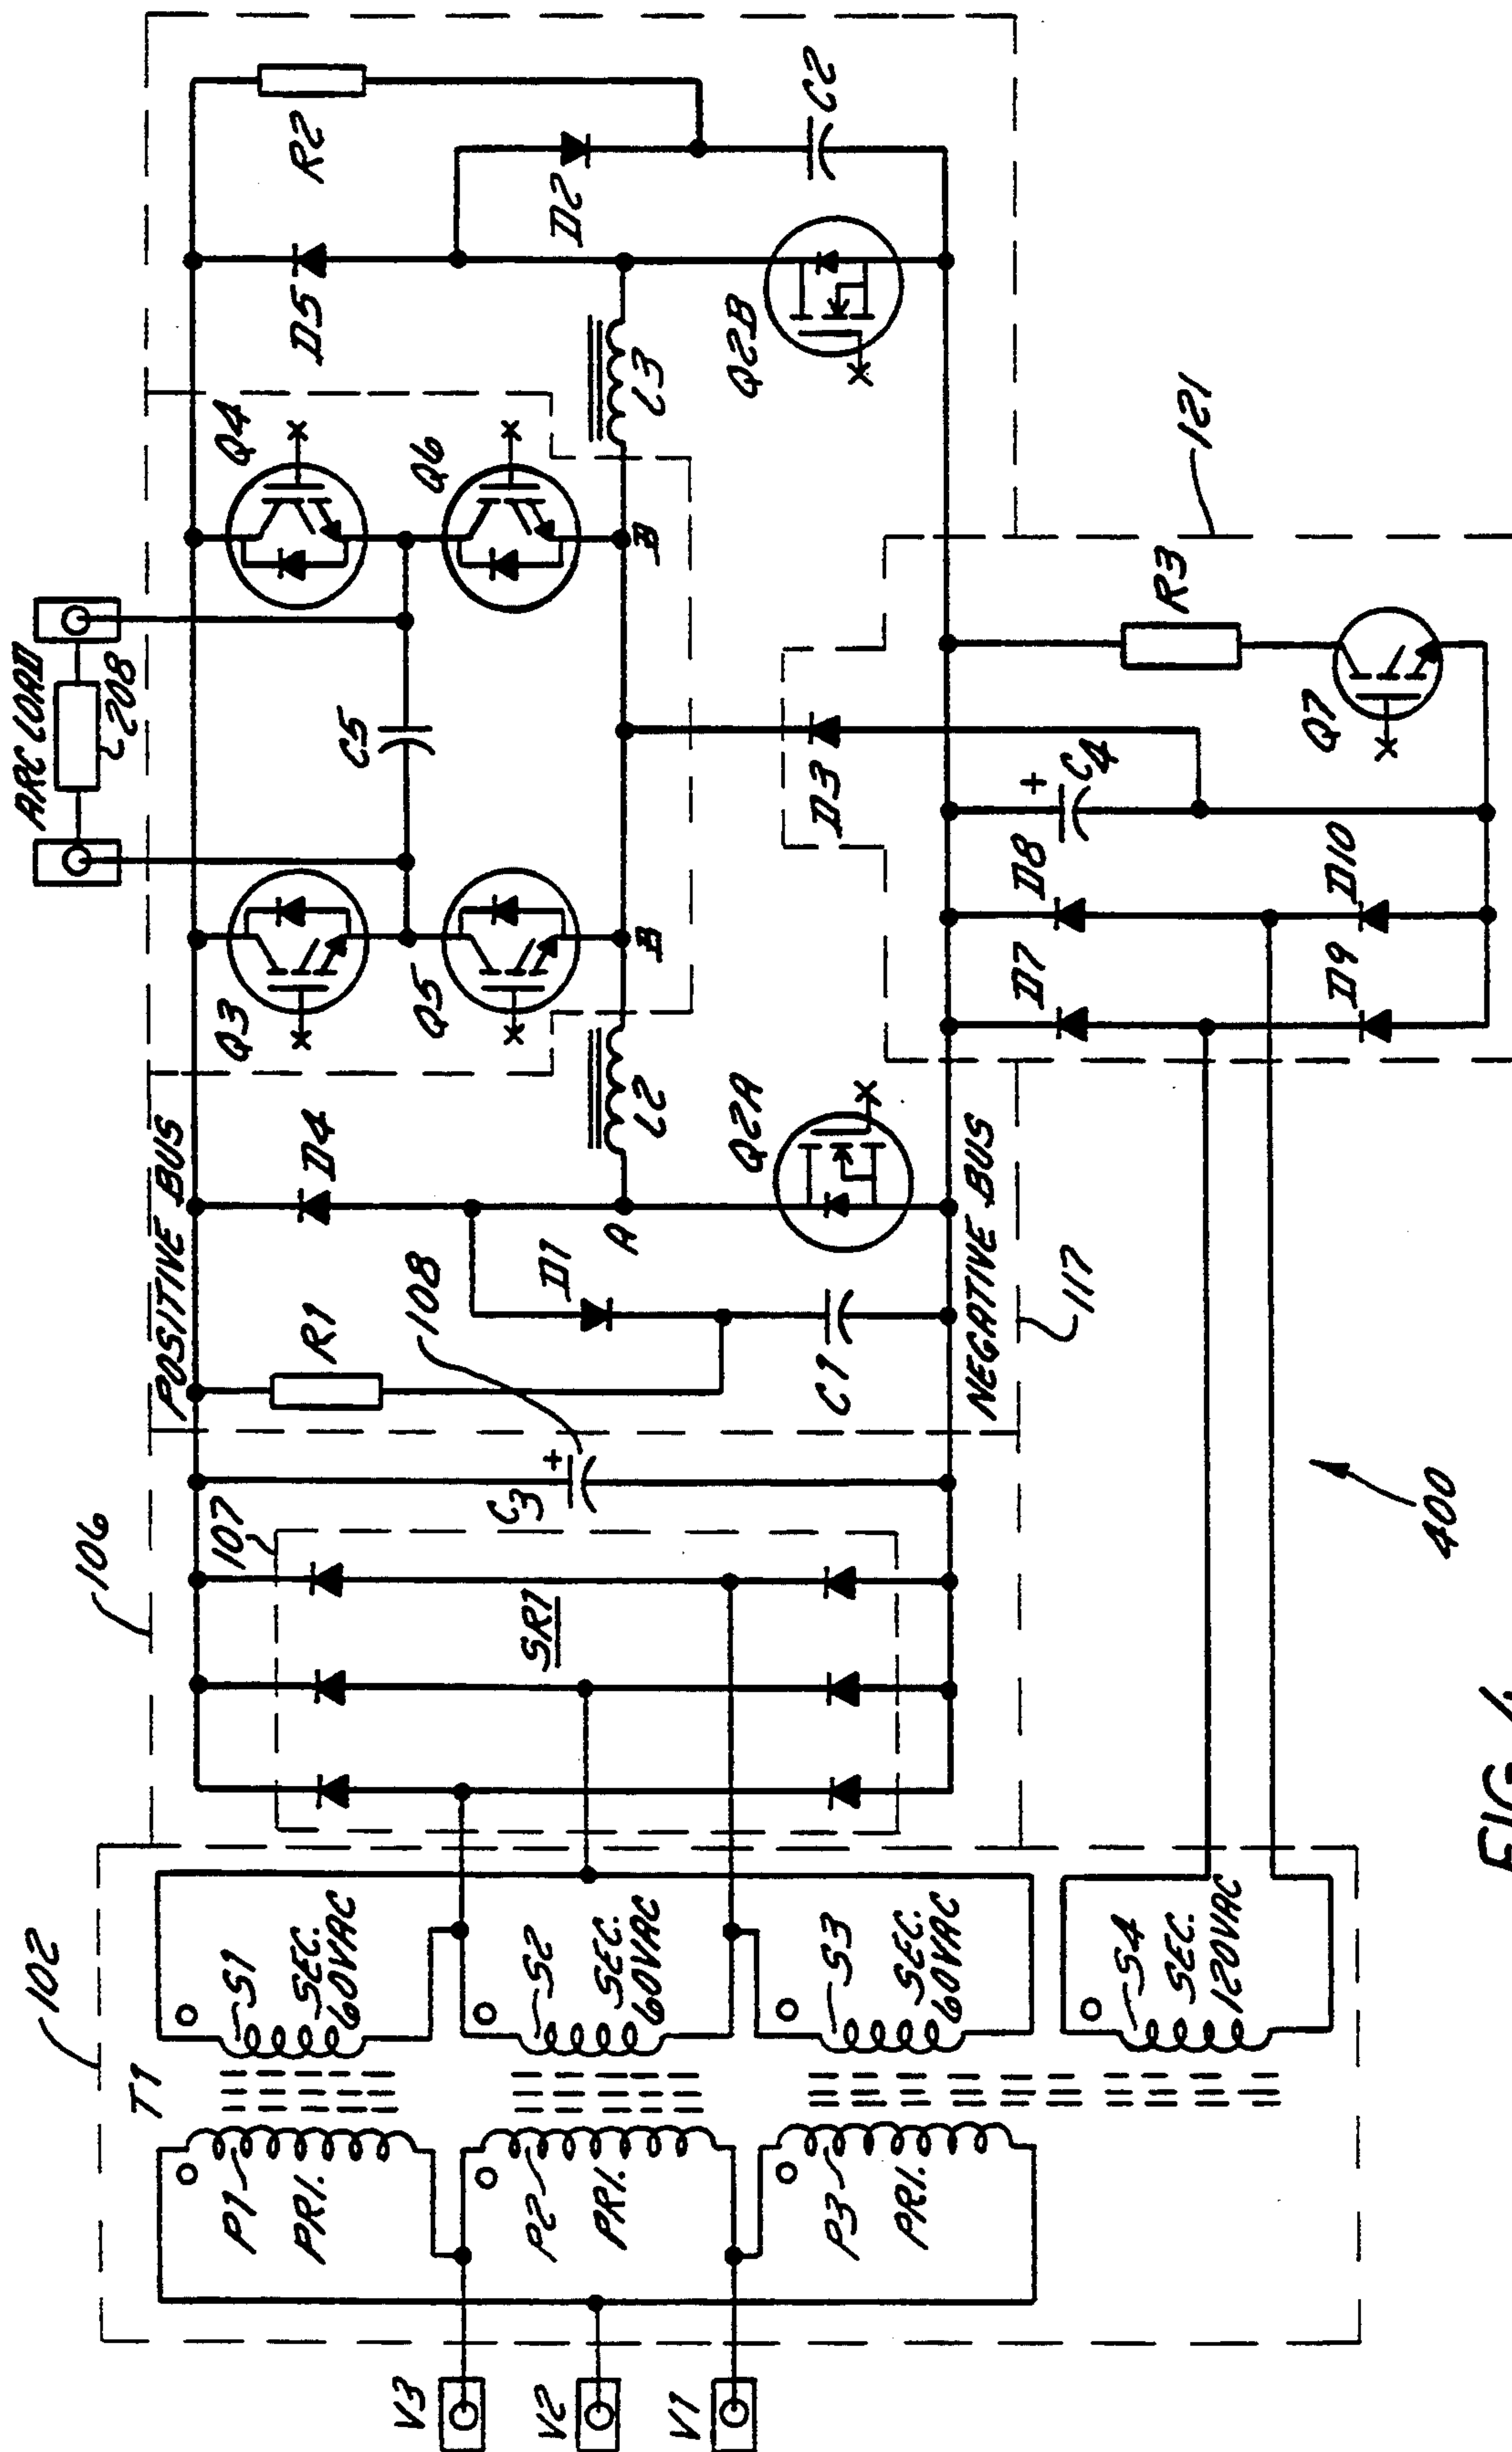 102
T1
P1
PRI.
P2
PRI.
P3
PRI.
V3
V2
V1
S1
SEC.
60VAC
S2
SEC.
60VAC
S3
SEC.
60VAC
S4
SEC.
120VAC
106
107
SR1
C3
+
108
POSITIVE BUS
NEGATIVE BUS
117
R1
D1
C1
D4
A
Q2A
L2
Q3
Q5
B
ARC LOAD
208
C5
Q4
Q6
B
L3
D5
D2
R2
C2
Q2B
D3
D7
D8
D9
D10
C4
+
Q7
R3
121
400
FIG. 4